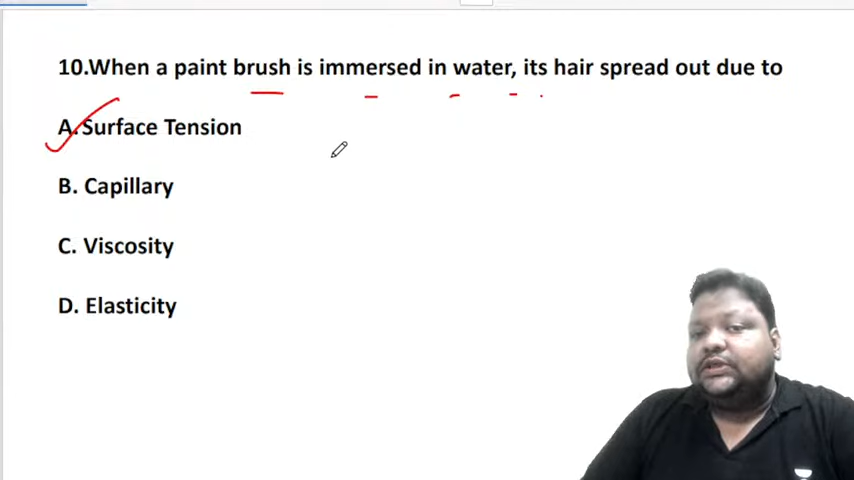 10.When a paint brush is immersed in water, its hair spread out due to
A. Surface Tension
B. Capillary
C. Viscosity
D. Elasticity